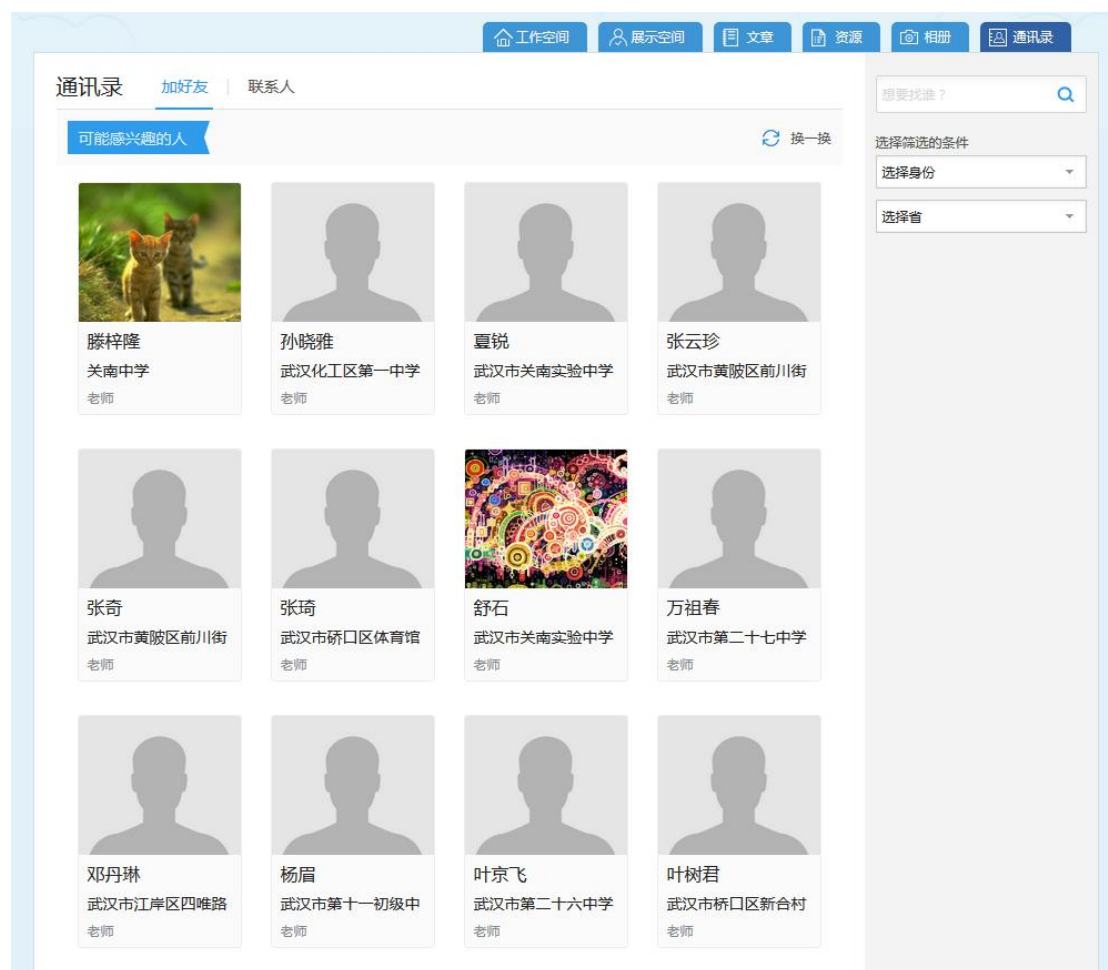 工作空间
展示空间
文章
资源
相册
通讯录
通讯录
加好友
联系人
可能感兴趣的人
换一换
想要找谁？
选择筛选的条件
选择身份
选择省
滕梓隆
关南中学
老师
孙晓雅
武汉化工区第一中学
老师
夏锐
武汉市关南实验中学
老师
张云珍
武汉市黄陂区前川街
老师
张奇
武汉市黄陂区前川街
老师
张琦
武汉市硚口区体育馆
老师
舒石
武汉市关南实验中学
老师
万祖春
武汉市第二十七中学
老师
邓丹琳
武汉市江岸区四唯路
老师
杨眉
武汉市第十一初级中
老师
叶京飞
武汉市第二十六中学
老师
叶树君
武汉市桥口区新合村
老师